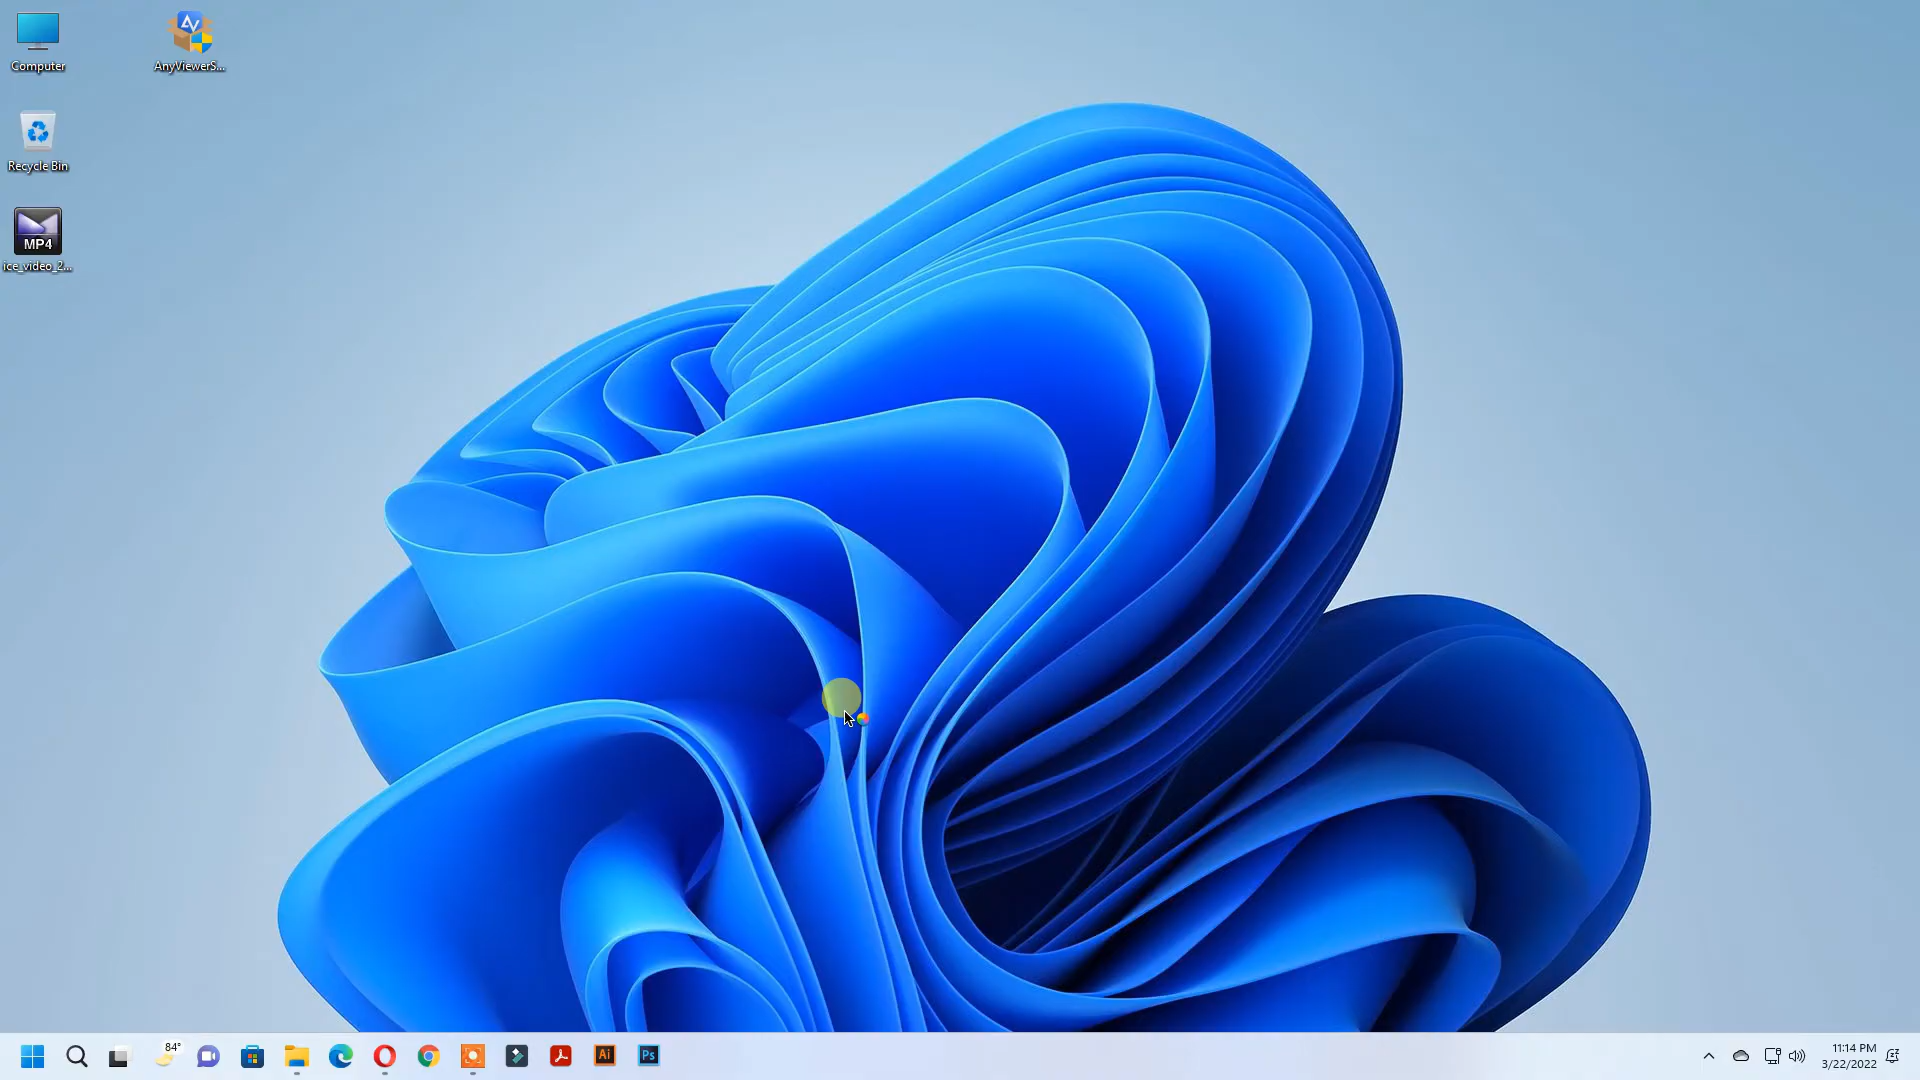 Computer
AnyViewerS...
Recycle Bin
MP4
ice_video_2...
84°
Ai
Ps
11:14 PM
3/22/2022